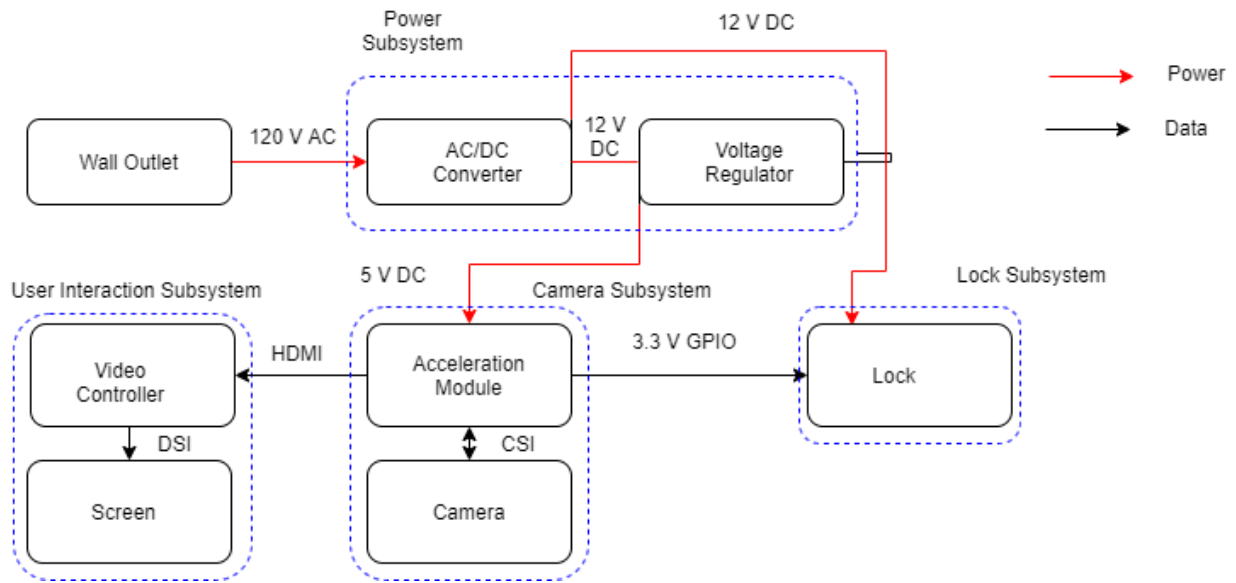 Power
Subsystem
12 V DC
Power
Data
Wall Outlet
120 V AC
AC/DC
Converter
12 V
DC
Voltage
Regulator
5 V DC
User Interaction Subsystem
Camera Subsystem
Lock Subsystem
Video
Controller
HDMI
Acceleration
Module
3.3 V GPIO
Lock
DSI
CSI
Screen
Camera